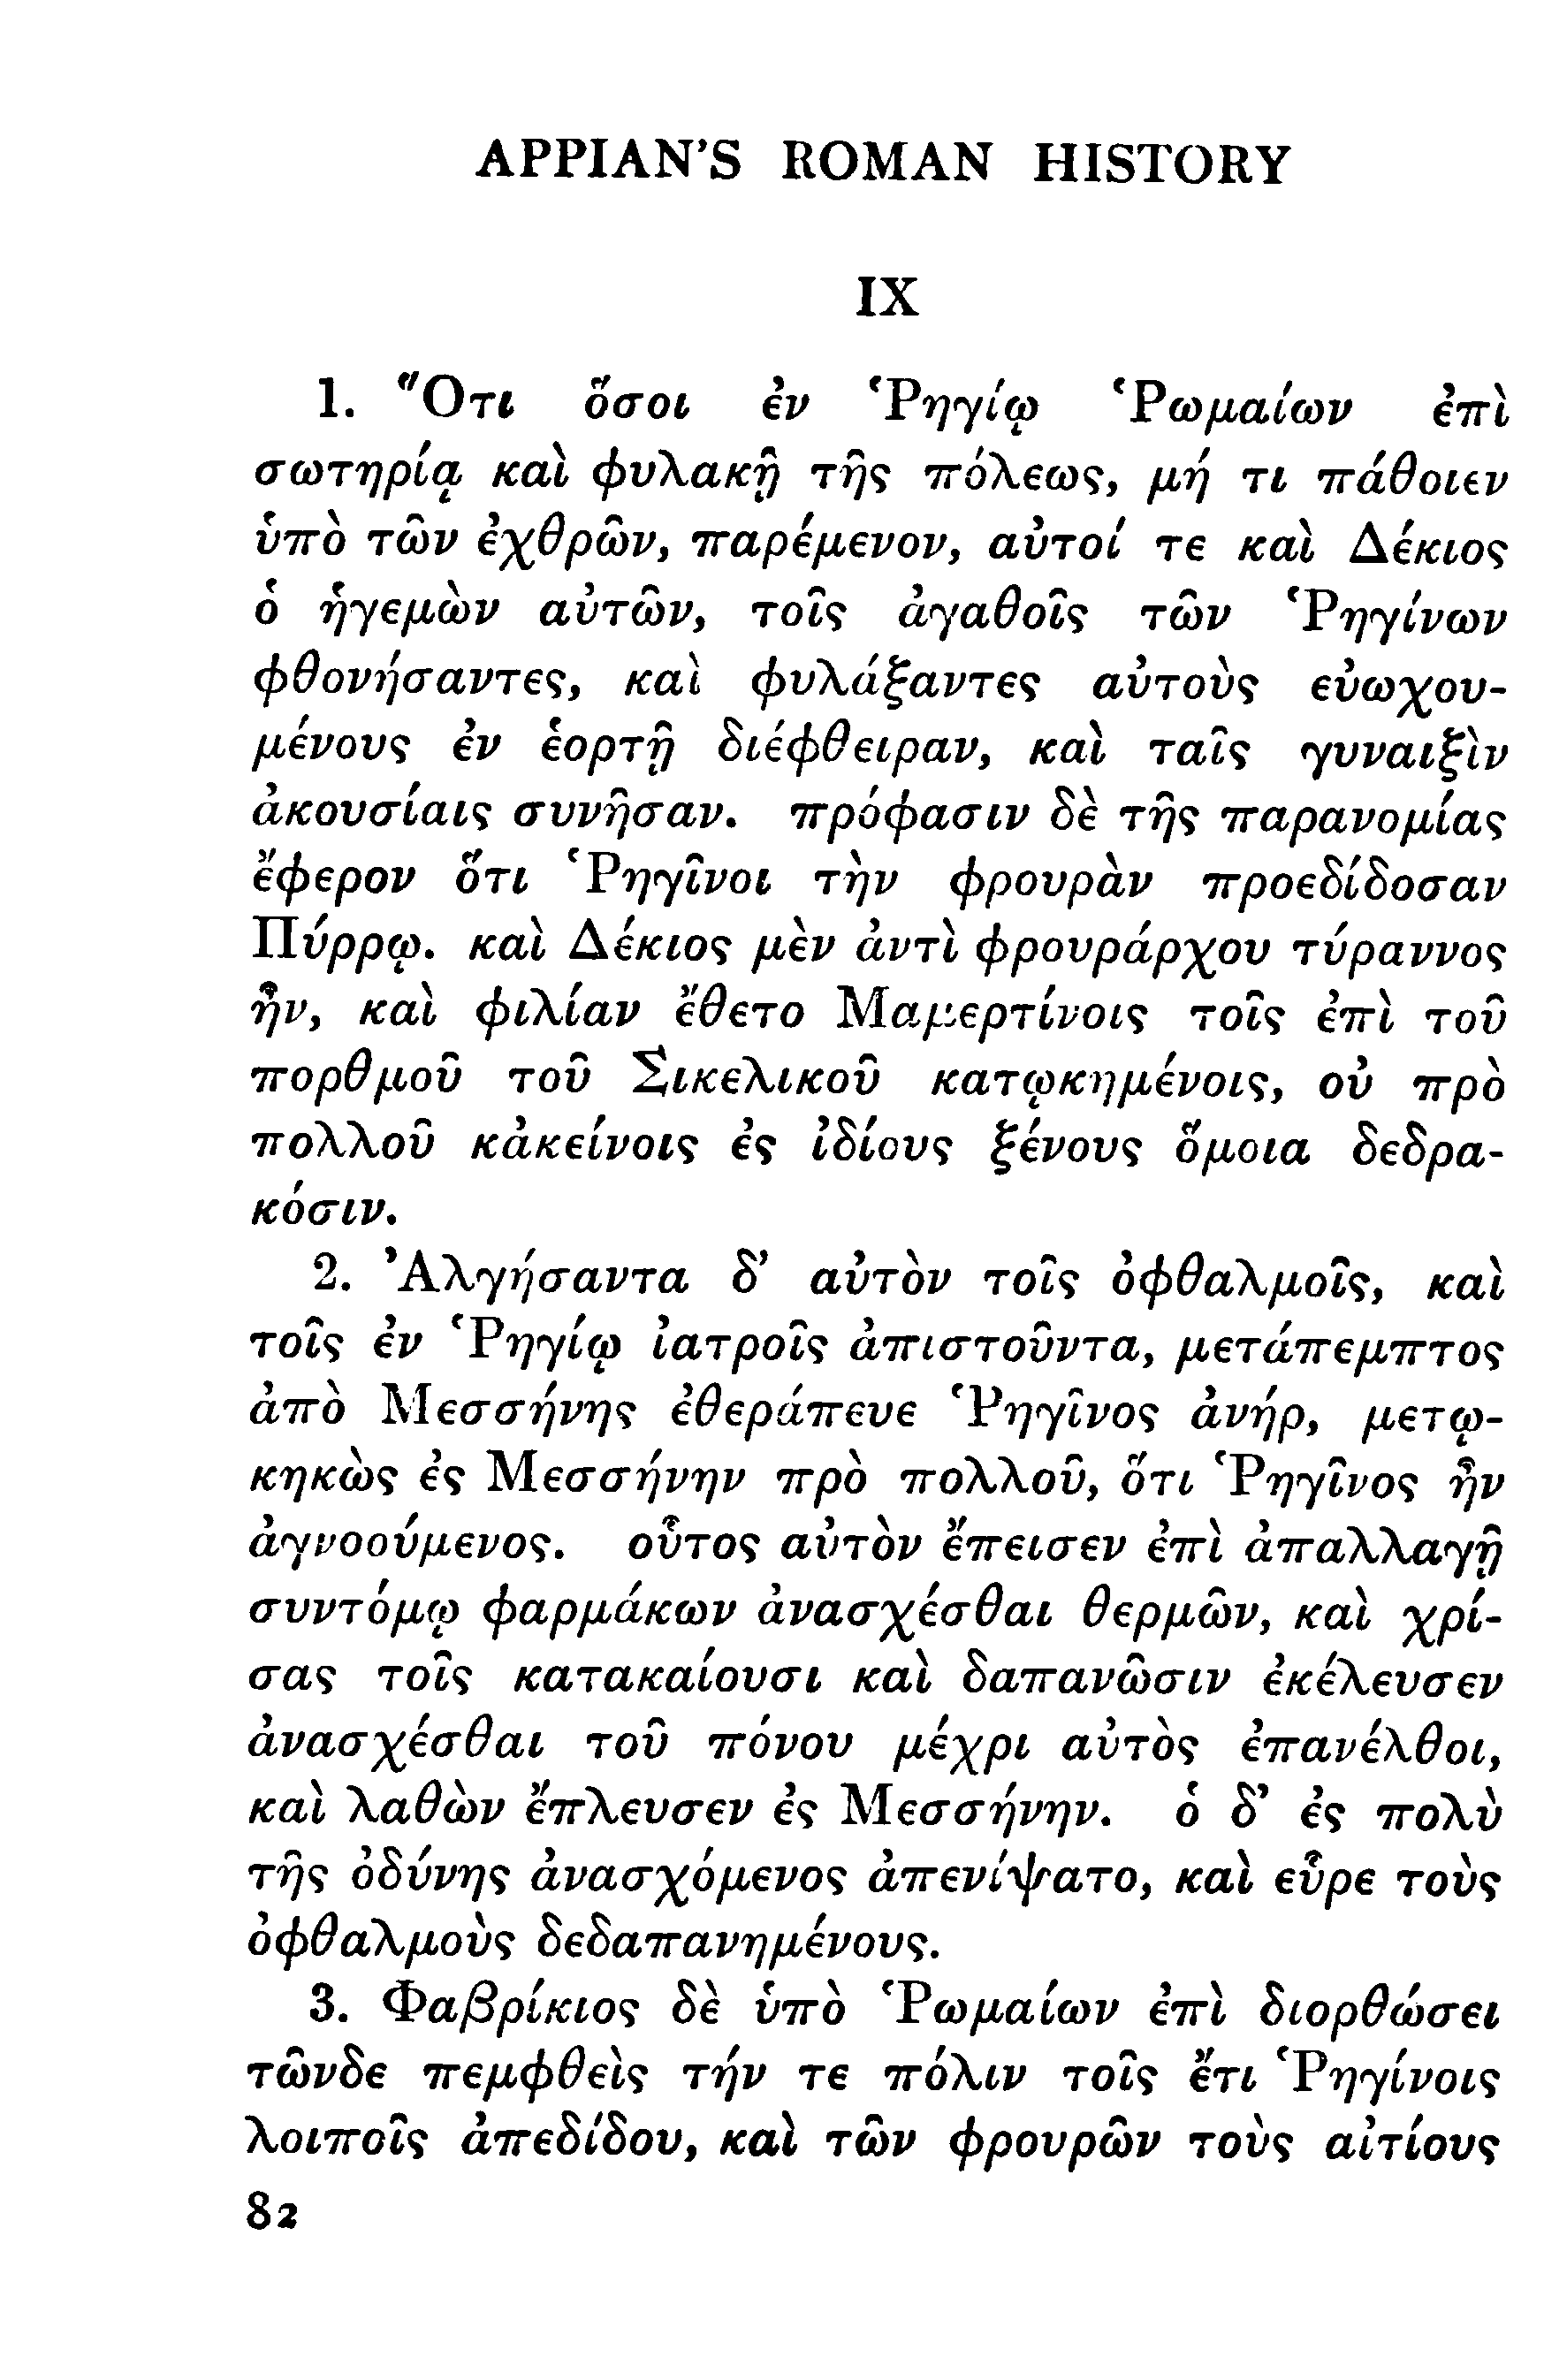 APPIAN'S ROMAN HISTORY
IX
1. Ὅτι ὅσοι ἐν Ῥηγίῳ Ῥωμαίων ἐπὶ
σωτηρίᾳ καὶ φυλακῇ τῆς πόλεως, μή τι πάθοιεν
ὑπὸ τῶν ἐχθρῶν, παρέμενον, αὐτοί τε καὶ Δέκιος
ὁ ἡγεμὼν αὐτῶν, τοῖς ἀγαθοῖς τῶν Ῥηγίνων
φθονήσαντες, καὶ φυλάξαντες αὐτοὺς εὐωχου-
μένους ἐν ἑορτῇ διέφθειραν, καὶ ταῖς γυναιξὶν
ἀκουσίαις συνῆσαν. πρόφασιν δὲ τῆς παρανομίας
ἔφερον ὅτι Ῥηγῖνοι τὴν φρουρὰν προεδίδοσαν
Πύρρῳ. καὶ Δέκιος μὲν ἀντὶ φρουράρχου τύραννος
ἦν, καὶ φιλίαν ἔθετο Μαμερτίνοις τοῖς ἐπὶ τοῦ
πορθμοῦ τοῦ Σικελικοῦ κατῳκημένοις, οὐ πρὸ
πολλοῦ κἀκείνοις ἐς ἰδίους ξένους ὅμοια δεδρα-
κόσιν.
2. Ἀλγήσαντα δ' αὐτὸν τοῖς ὀφθαλμοῖς, καὶ
τοῖς ἐν Ῥηγίῳ ἰατροῖς ἀπιστοῦντα, μετάπεμπτος
ἀπὸ Μεσσήνης ἐθεράπευε Ῥηγῖνος ἀνήρ, μετῳ-
κηκὼς ἐς Μεσσήνην πρὸ πολλοῦ, ὅτι Ῥηγῖνος ἦν
ἀγνοούμενος. οὗτος αὐτὸν ἔπεισεν ἐπὶ ἀπαλλαγῇ
συντόμῳ φαρμάκων ἀνασχέσθαι θερμῶν, καὶ χρί-
σας τοῖς κατακαίουσι καὶ δαπανῶσιν ἐκέλευσεν
ἀνασχέσθαι τοῦ πόνου μέχρι αὐτὸς ἐπανέλθοι,
καὶ λαθὼν ἔπλευσεν ἐς Μεσσήνην. ὁ δ' ἐς πολὺ
τῆς ὀδύνης ἀνασχόμενος ἀπενίψατο, καὶ εὗρε τοὺς
ὀφθαλμοὺς δεδαπανημένους.
3. Φαβρίκιος δὲ ὑπὸ Ῥωμαίων ἐπὶ διορθώσει
τῶνδε πεμφθεὶς τήν τε πόλιν τοῖς ἔτι Ῥηγίνοις
λοιποῖς ἀπεδίδου, καὶ τῶν φρουρῶν τοὺς αἰτίους
82